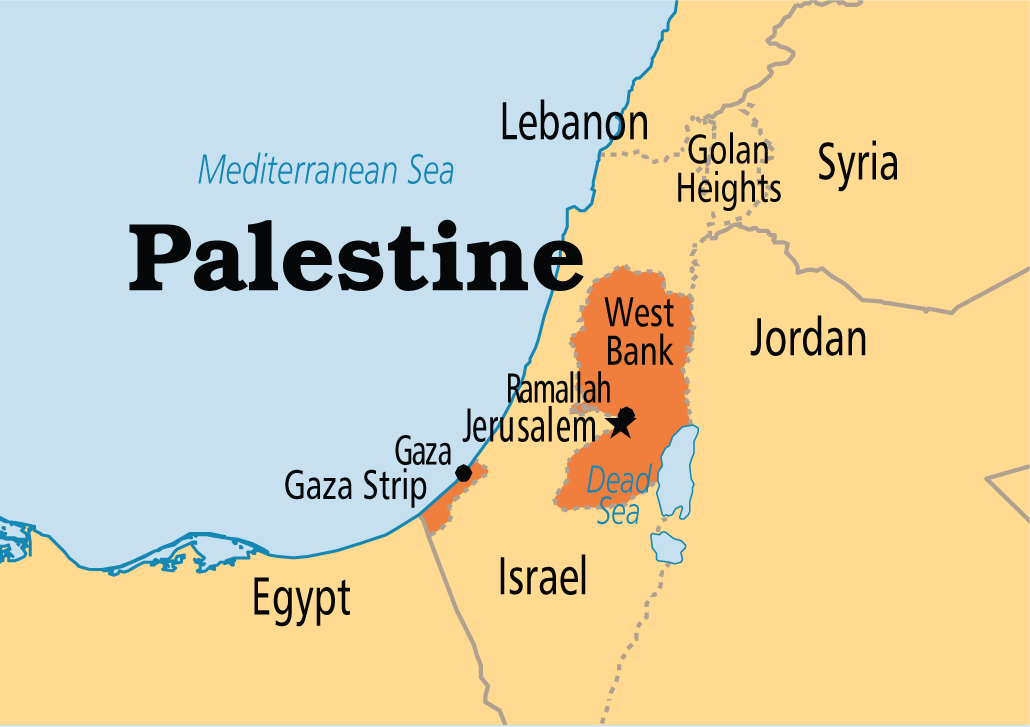 Lebanon
Golan
Heights
Syria
Mediterranean Sea
Palestine
West
Bank
Jordan
Ramallah
Jerusalem
Gaza
Gaza Strip
Dead
Sea
Israel
Egypt